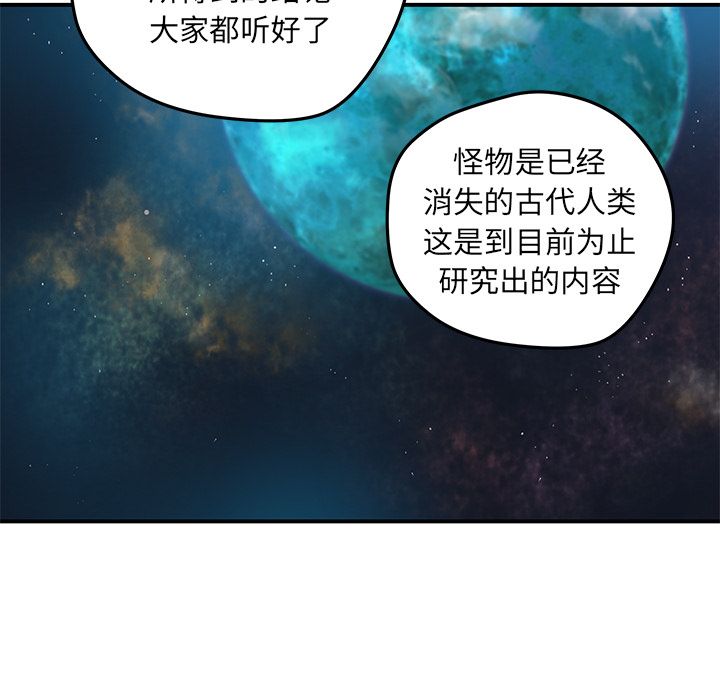 大家都听好了
怪物是已经
消失的古代人类
这是到目前为止
研究出的内容